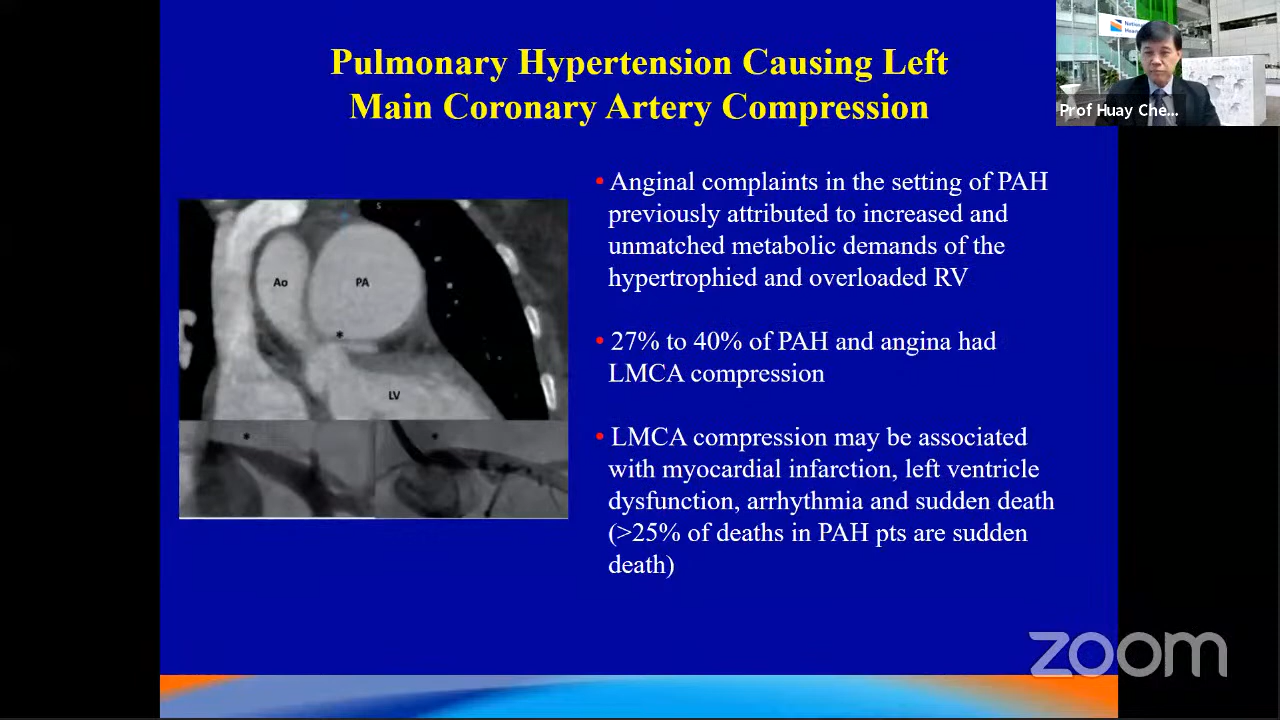 Pulmonary Hypertension Causing Left
Main Coronary Artery Compression
Prof Huay Che...
• Anginal complaints in the setting of PAH
previously attributed to increased and
unmatched metabolic demands of the
hypertrophied and overloaded RV
• 27% to 40% of PAH and angina had
LMCA compression
• LMCA compression may be associated
with myocardial infarction, left ventricle
dysfunction, arrhythmia and sudden death
(>25% of deaths in PAH pts are sudden
death)
S
Ao
PA
*
LV
*
*
zoom